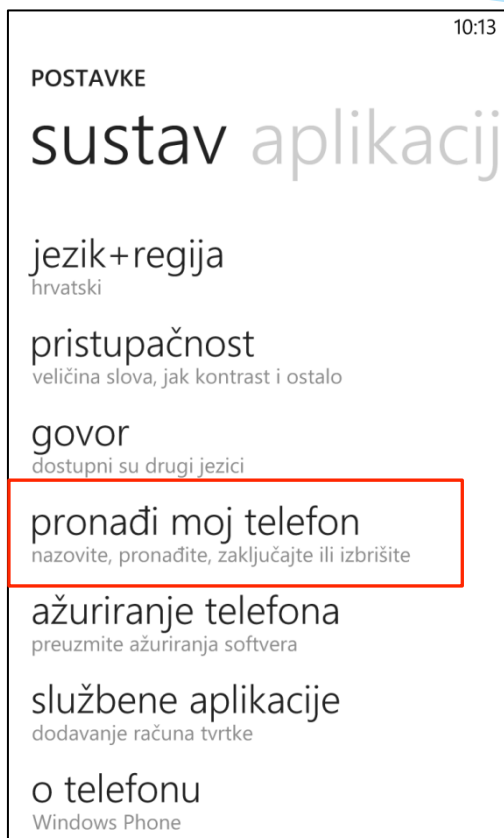 10:13
POSTAVKE
sustav aplikacij
jezik+regija
hrvatski
pristupačnost
veličina slova, jak kontrast i ostalo
govor
dostupni su drugi jezici
pronađi moj telefon
nazovite, pronađite, zaključajte ili izbrišite
ažuriranje telefona
preuzmite ažuriranja softvera
službene aplikacije
dodavanje računa tvrtke
o telefonu
Windows Phone